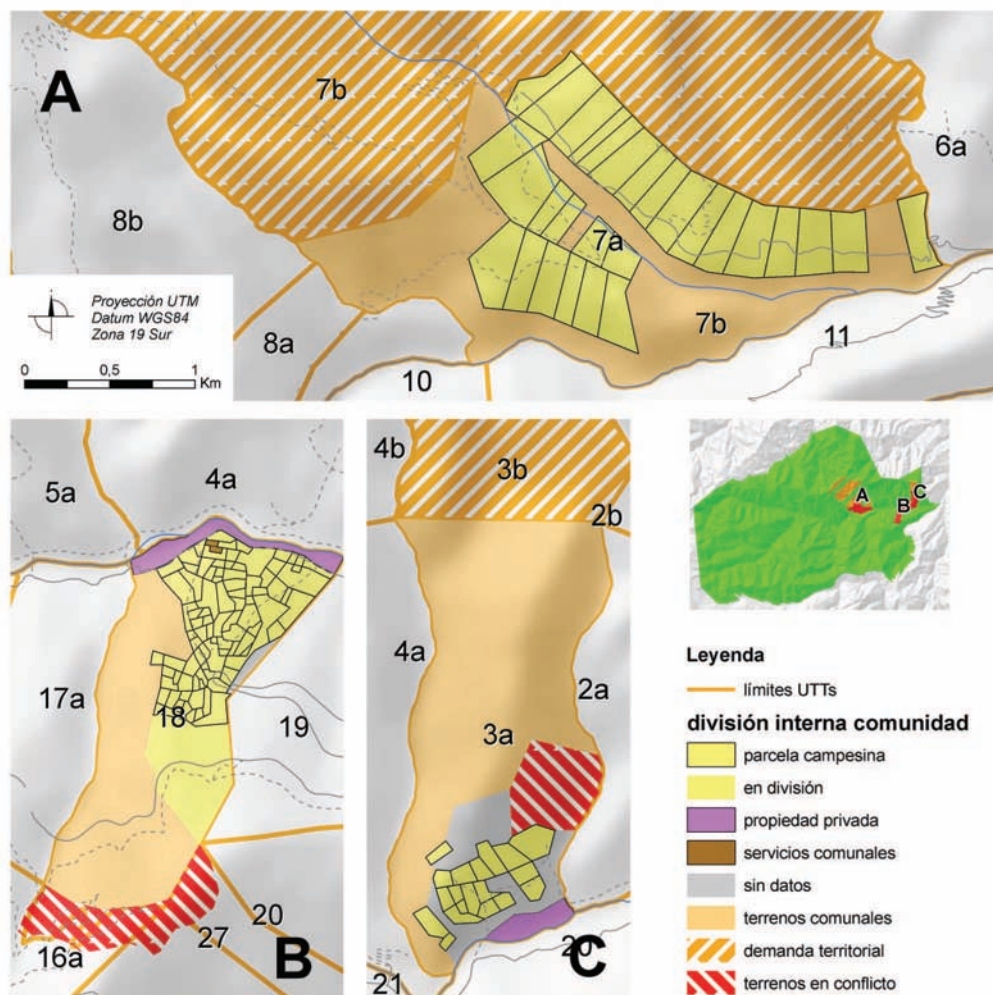 A
7b
6a
8b
7a
Proyección UTM
Datum WGS84
Zona 19 Sur
7b
8a
11
0 0,5 1
Km
10
B
5a
4a
17a
18
19
20
16a
27
C
4b
3b
2b
4a
2a
3a
21
A
C
B
Leyenda
límites UTTs
división interna comunidad
parcela campesina
en división
propiedad privada
servicios comunales
sin datos
terrenos comunales
demanda territorial
terrenos en conflicto